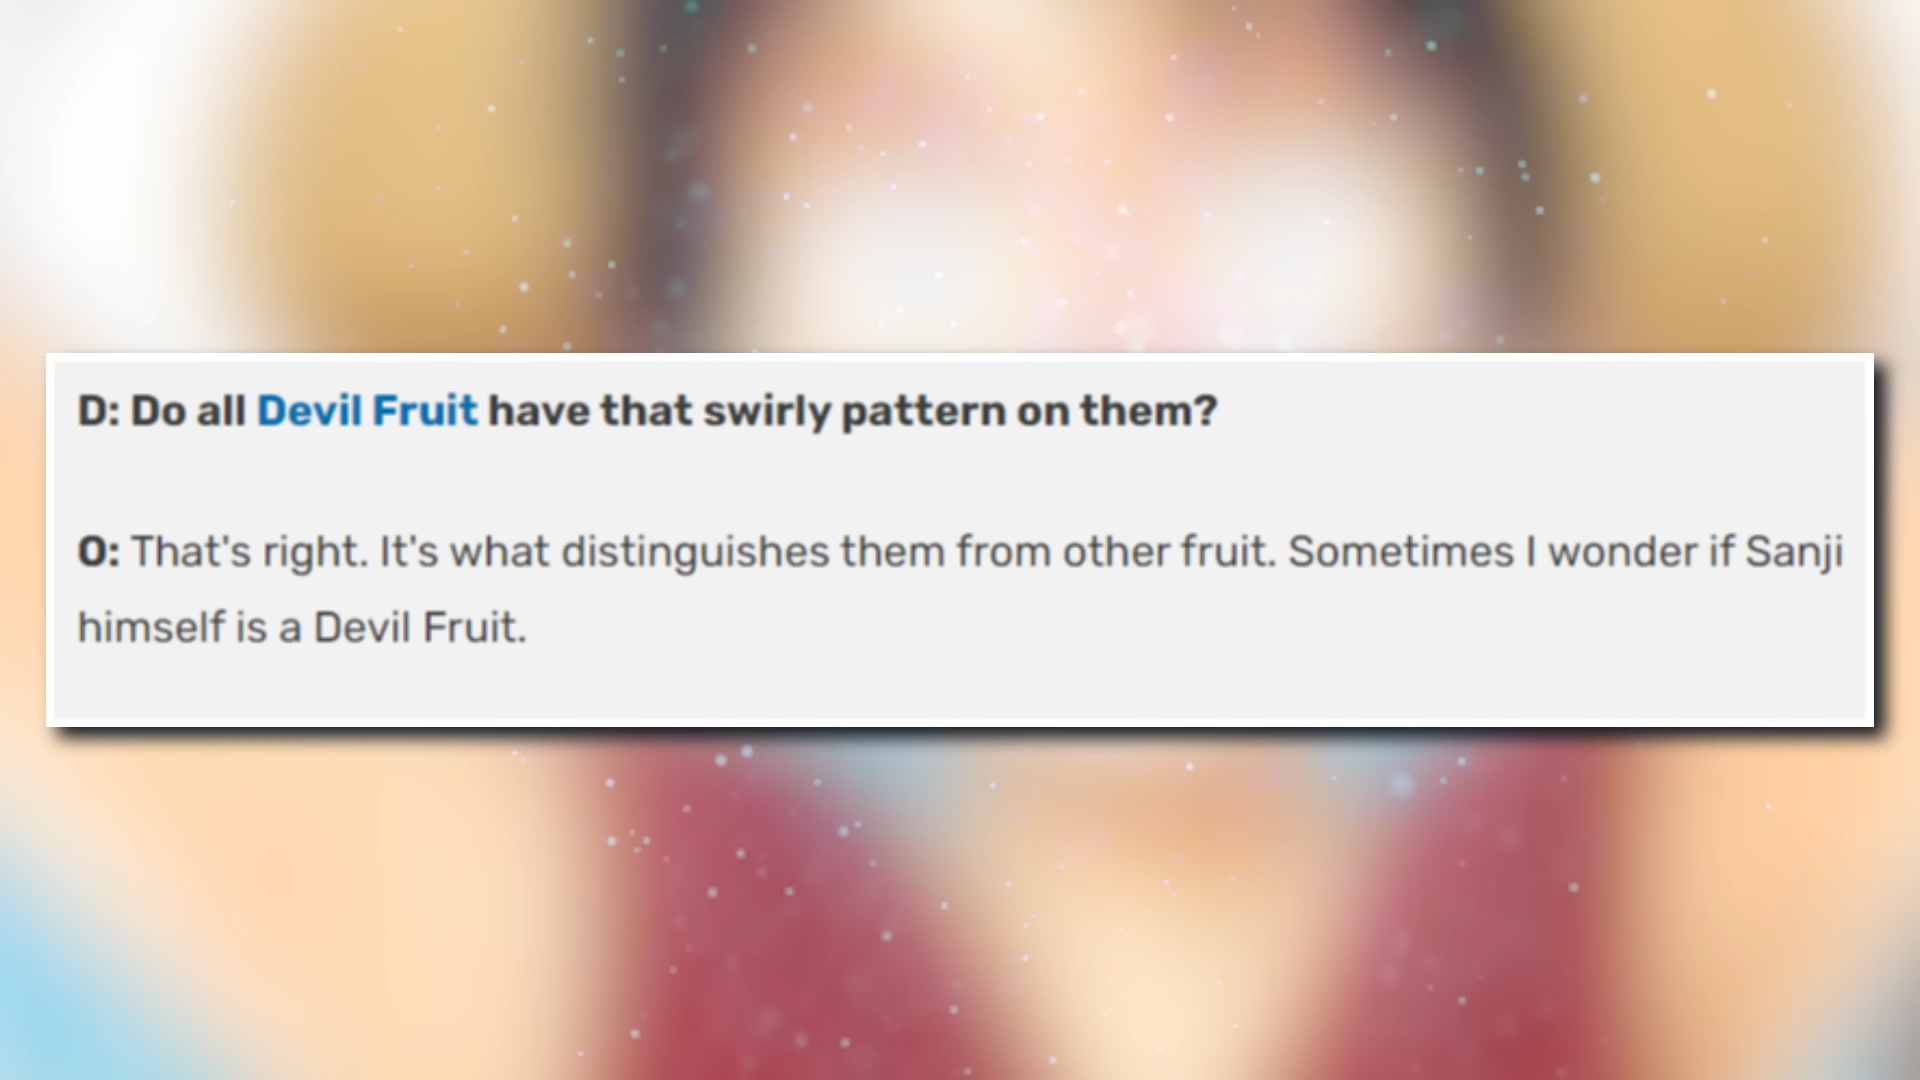 D: Do all Devil Fruit have that swirly pattern on them?
O: That's right. It's what distinguishes them from other fruit. Sometimes I wonder if Sanji
himself is a Devil Fruit.